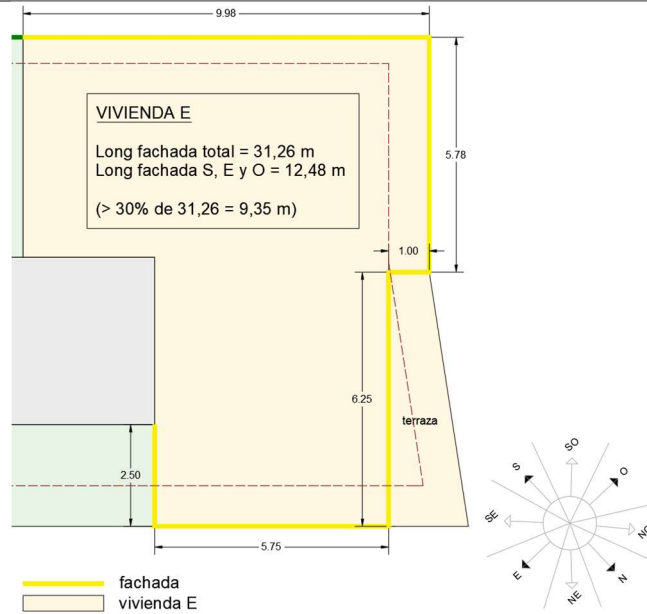 9.98
VIVIENDA E
Long fachada total = 31,26 m
Long fachada S, E y O = 12,48 m
(> 30% de 31,26 = 9,35 m)
5.78
1.00
6.25
terraza
2.50
5.75
SO
S
O
SE
NO
E
N
NE
fachada
vivienda E